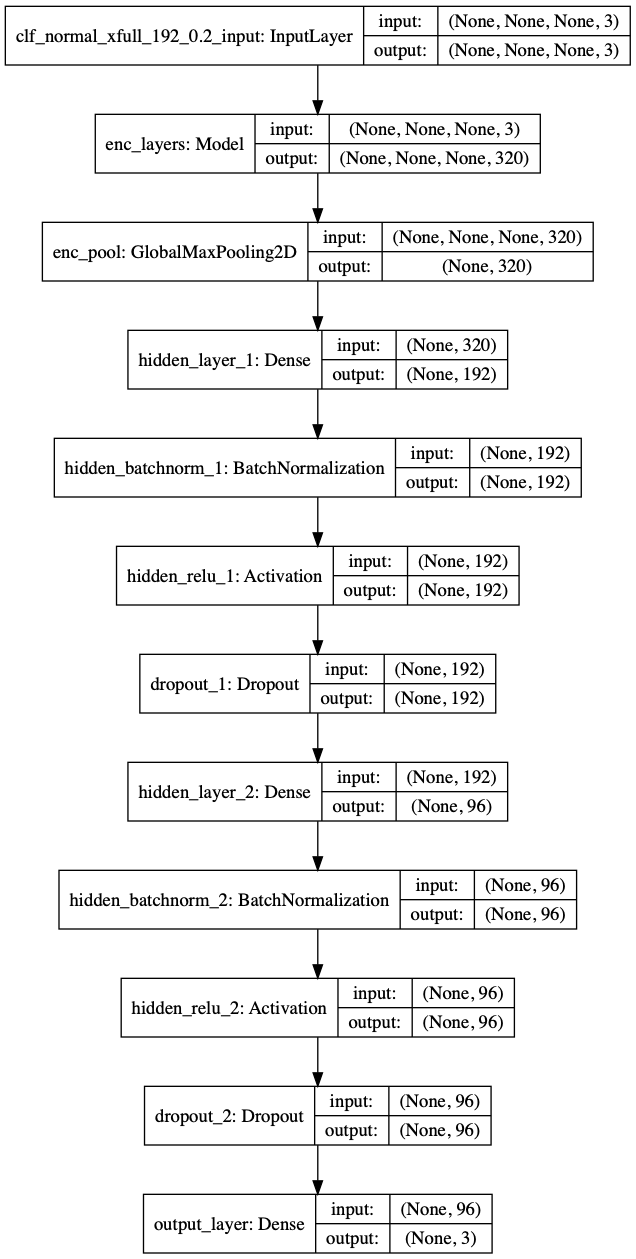 clf_normal_xfull_192_0.2_input: InputLayer
input: (None, None, None, 3)
output: (None, None, None, 3)
enc_layers: Model
input: (None, None, None, 3)
output: (None, None, None, 320)
enc_pool: GlobalMaxPooling2D
input: (None, None, None, 320)
output: (None, 320)
hidden_layer_1: Dense
input: (None, 320)
output: (None, 192)
hidden_batchnorm_1: BatchNormalization
input: (None, 192)
output: (None, 192)
hidden_relu_1: Activation
input: (None, 192)
output: (None, 192)
dropout_1: Dropout
input: (None, 192)
output: (None, 192)
hidden_layer_2: Dense
input: (None, 192)
output: (None, 96)
hidden_batchnorm_2: BatchNormalization
input: (None, 96)
output: (None, 96)
hidden_relu_2: Activation
input: (None, 96)
output: (None, 96)
dropout_2: Dropout
input: (None, 96)
output: (None, 96)
output_layer: Dense
input: (None, 96)
output: (None, 3)